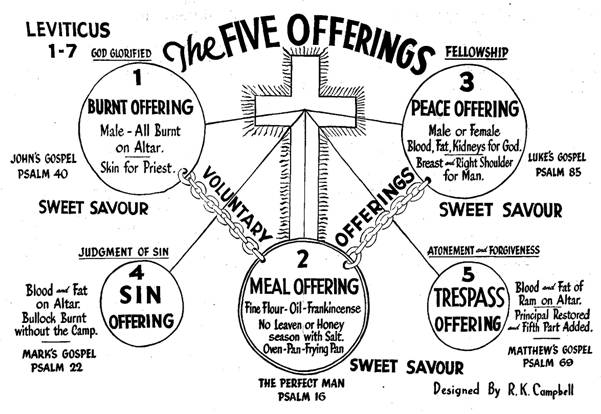 LEVITICUS
1-7
The FIVE OFFERINGS
GOD GLORIFIED
1
BURNT OFFERING
Male - All Burnt
on Altar.
Skin for Priest.
JOHN'S GOSPEL
PSALM 40
SWEET SAVOUR
FELLOWSHIP
3
PEACE OFFERING
Male or Female
Blood, Fat, Kidneys for God.
Breast and Right Shoulder
for Man.
LUKE'S GOSPEL
PSALM 85
SWEET SAVOUR
VOLUNTARY
OFFERINGS
2
MEAL OFFERING
Fine Flour - Oil - Frankincense
No Leaven or Honey
season with Salt.
Oven - Pan - Frying Pan
SWEET SAVOUR
THE PERFECT MAN
PSALM 16
JUDGMENT OF SIN
4
SIN
OFFERING
Blood and Fat
on Altar.
Bullock Burnt
without the Camp.
MARK'S GOSPEL
PSALM 22
ATONEMENT and FORGIVENESS
5
TRESPASS
OFFERING
Blood and Fat of
Ram on Altar.
Principal Restored
and Fifth Part Added.
MATTHEW'S GOSPEL
PSALM 69
Designed By R.K. Campbell